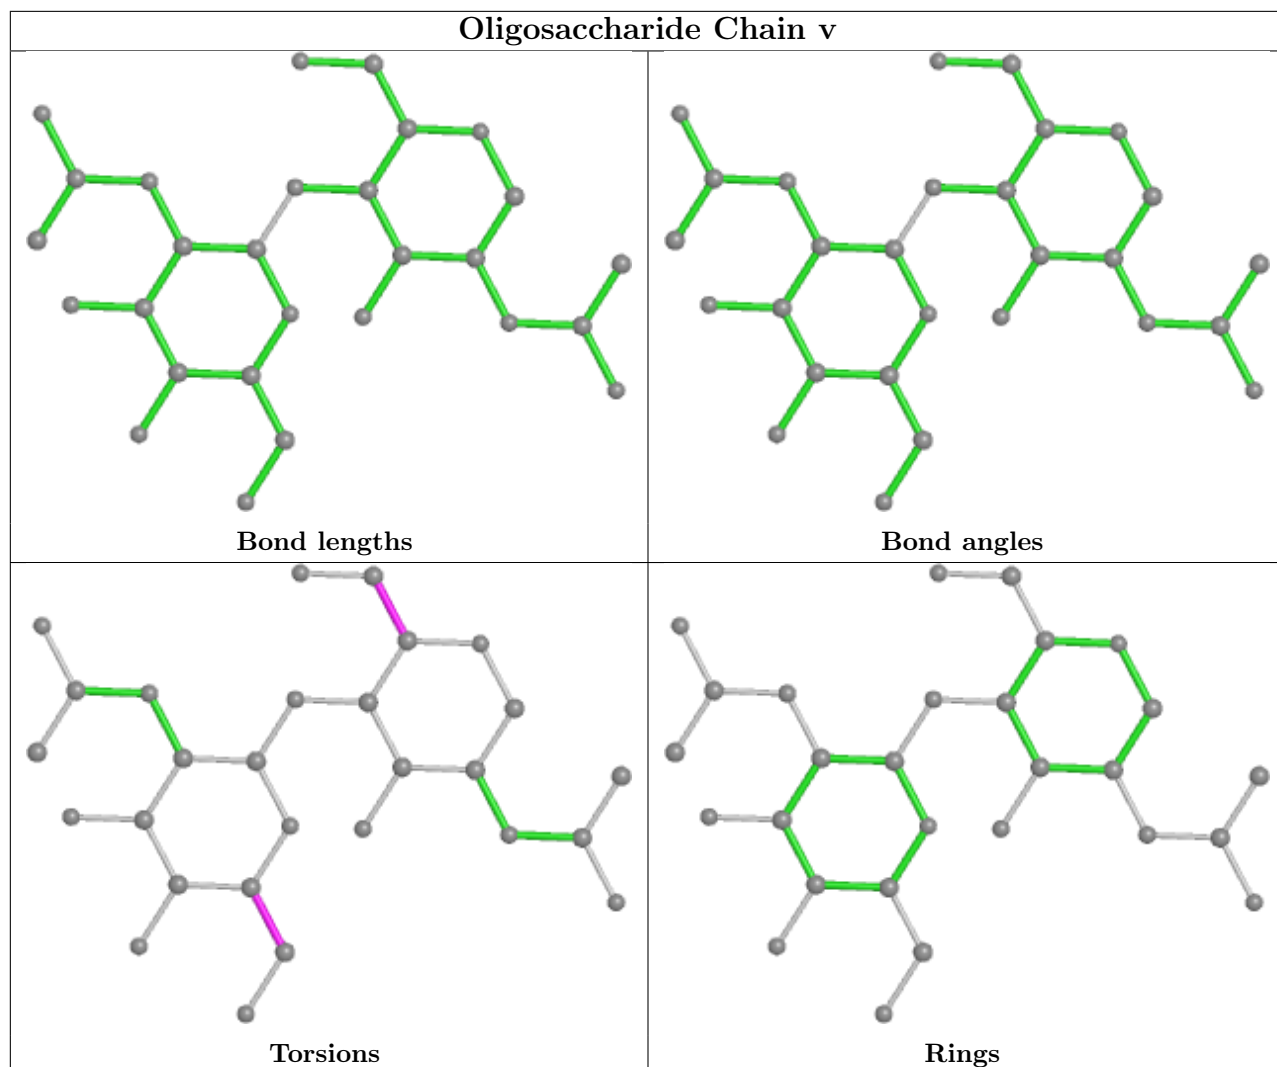 Oligosaccharide Chain v
Bond lengths
Bond angles
Torsions
Rings